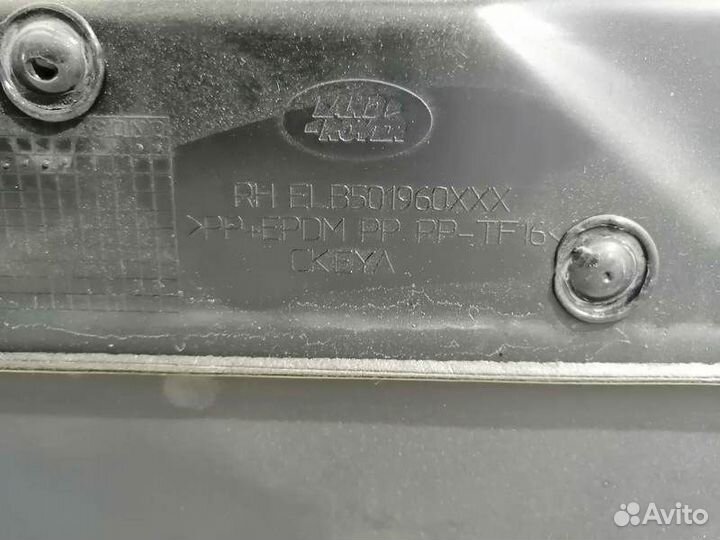 LAND
ROVER
RH ELB501960XXX
>PP+EPDM PP PP-TF16<
CKEYA
Avito